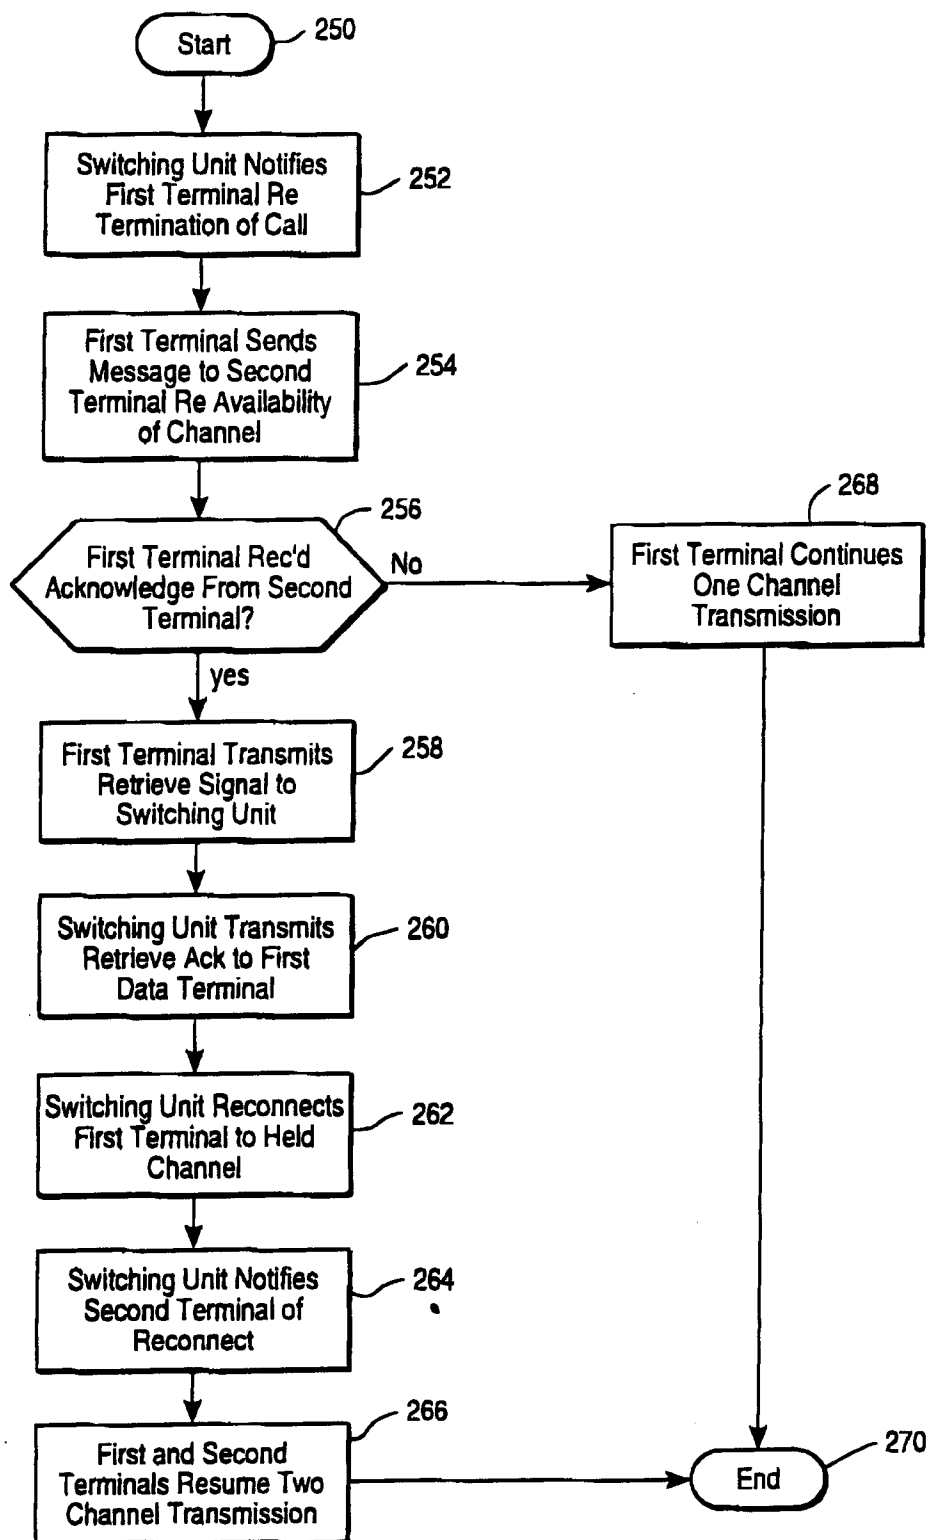 Start
250
Switching Unit Notifies
First Terminal Re
Termination of Call
252
First Terminal Sends
Message to Second
Terminal Re Availability
of Channel
254
First Terminal Rec'd
Acknowledge From Second
Terminal?
256
No
268
First Terminal Continues
One Channel
Transmission
yes
First Terminal Transmits
Retrieve Signal to
Switching Unit
258
Switching Unit Transmits
Retrieve Ack to First
Data Terminal
260
Switching Unit Reconnects
First Terminal to Held
Channel
262
Switching Unit Notifies
Second Terminal of
Reconnect
264
First and Second
Terminals Resume Two
Channel Transmission
266
End
270